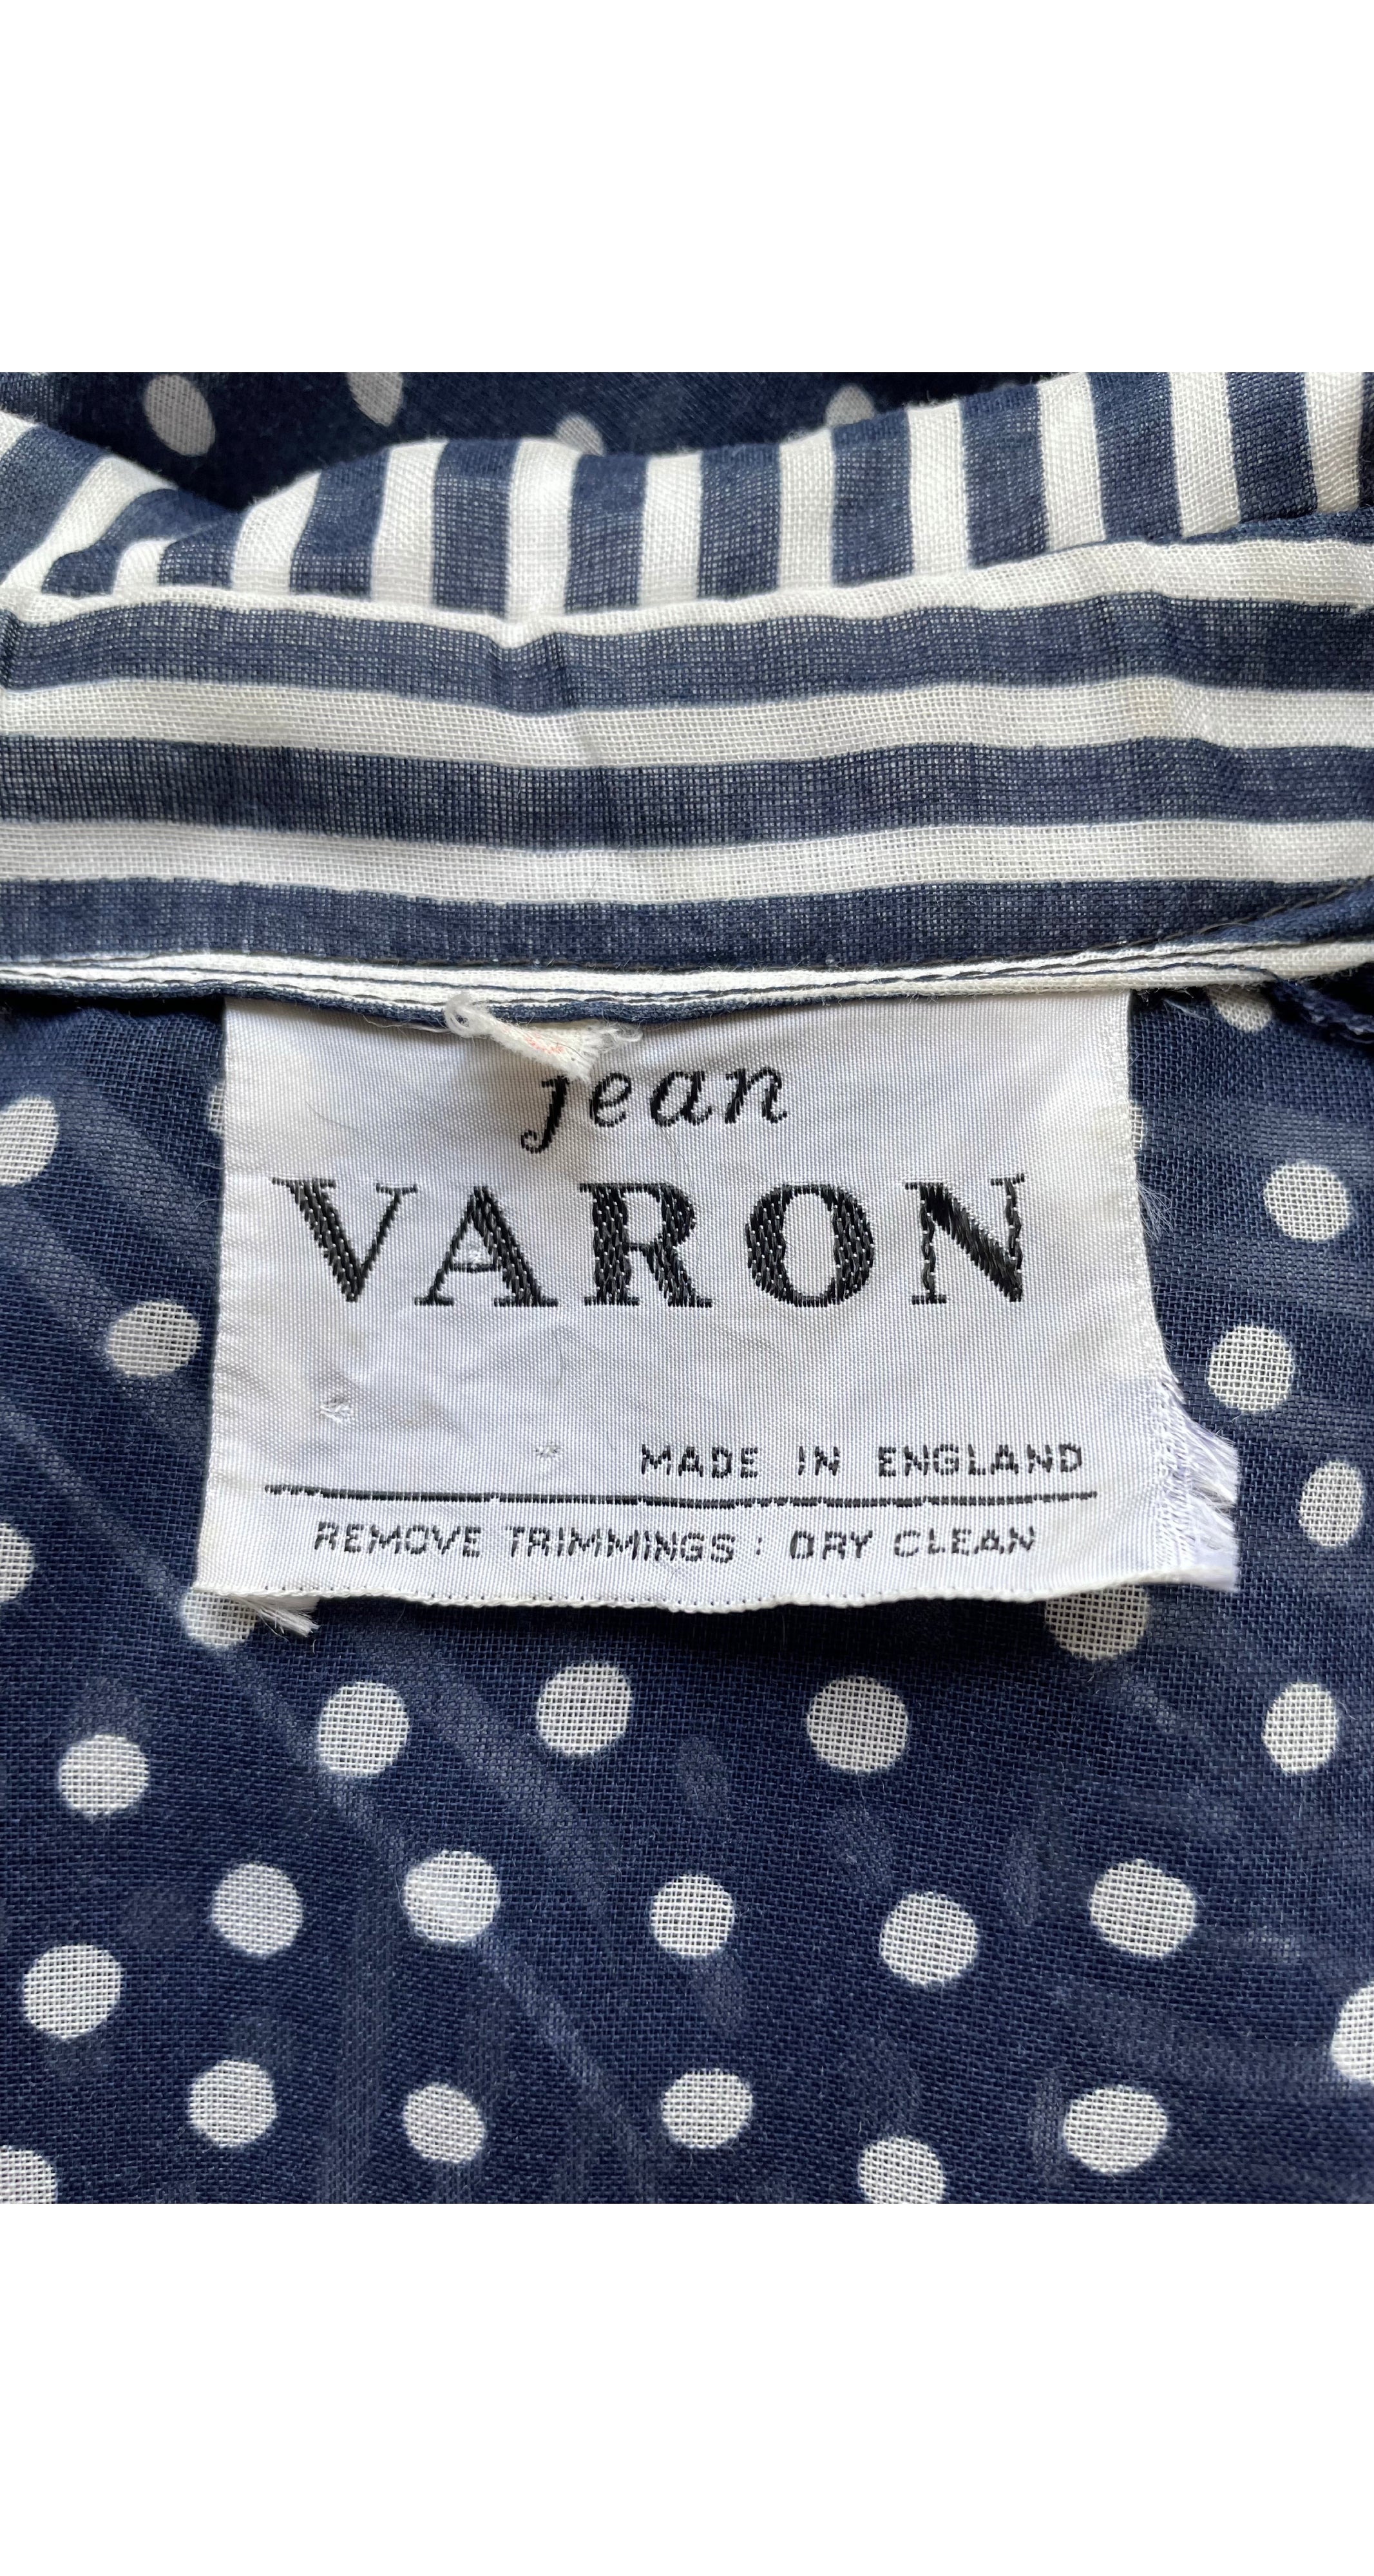 jean
VARON
MADE IN ENGLAND
REMOVE TRIMMINGS : DRY CLEAN